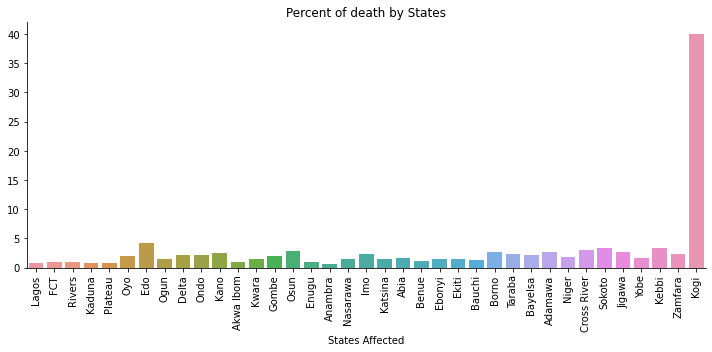 Percent of death by States
40
35
30
25
20
15
10
5
0
Lagos
FCT
Rivers
Kaduna
Plateau
Oyo
Edo
Ogun
Delta
Ondo
Kano
Akwa Ibom
Kwara
Gombe
Osun
Enugu
Anambra
Nasarawa
Imo
Katsina
Abia
Benue
Ebonyi
Ekiti
Bauchi
Borno
Taraba
Bayelsa
Adamawa
Niger
Cross River
Sokoto
Jigawa
Yobe
Kebbi
Zamfara
Kogi
States Affected